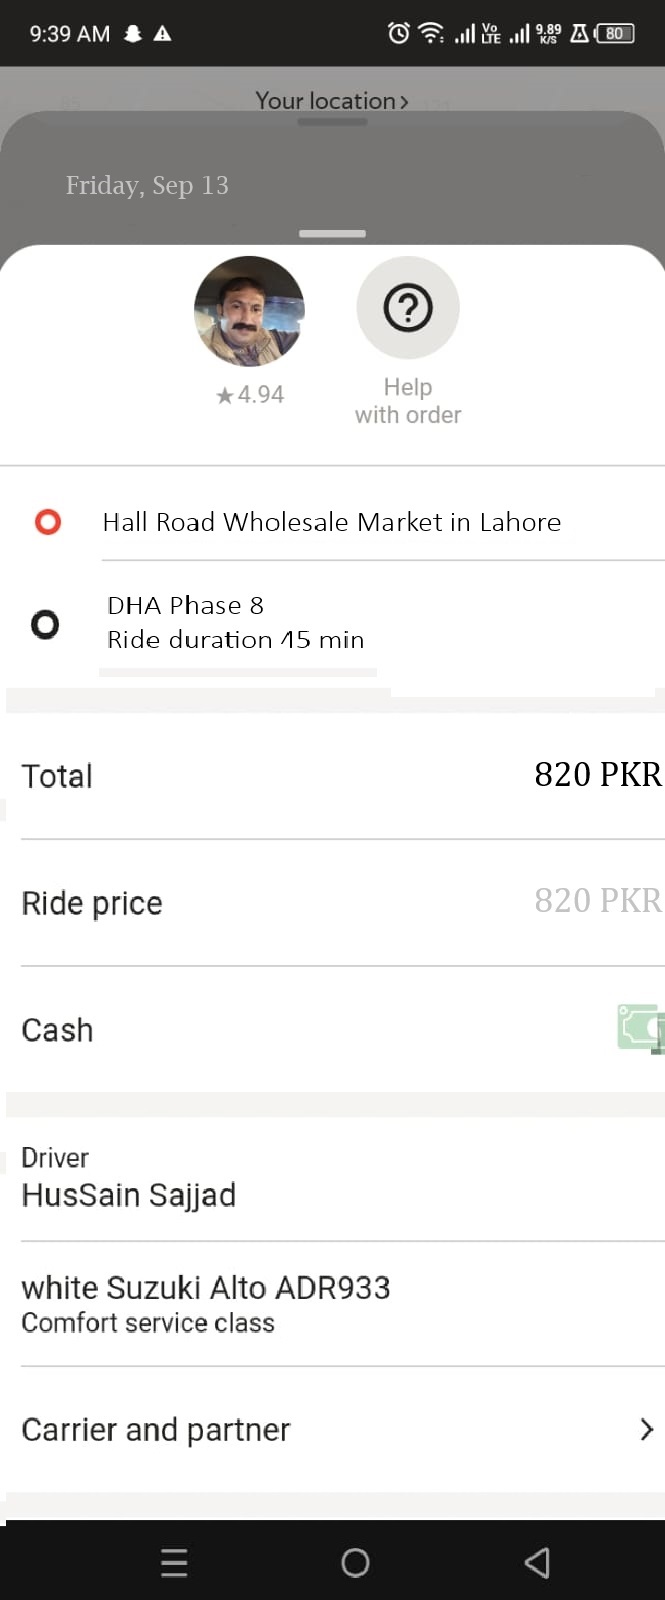 9:39 AM
Vo
LTE
9.89
K/S
80
Your location >
Friday, Sep 13
★4.94
Help
with order
Hall Road Wholesale Market in Lahore
DHA Phase 8
Ride duration 45 min
Total
820 PKR
Ride price
820 PKR
Cash
Driver
HusSain Sajjad
white Suzuki Alto ADR933
Comfort service class
Carrier and partner